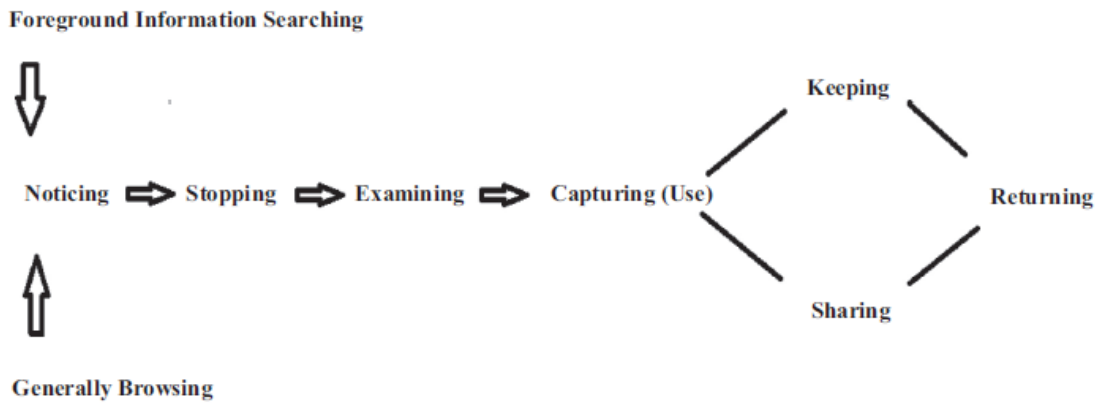 Foreground Information Searching
Keeping
Noticing Stopping Examining Capturing (Use) Returning
Sharing
Generally Browsing